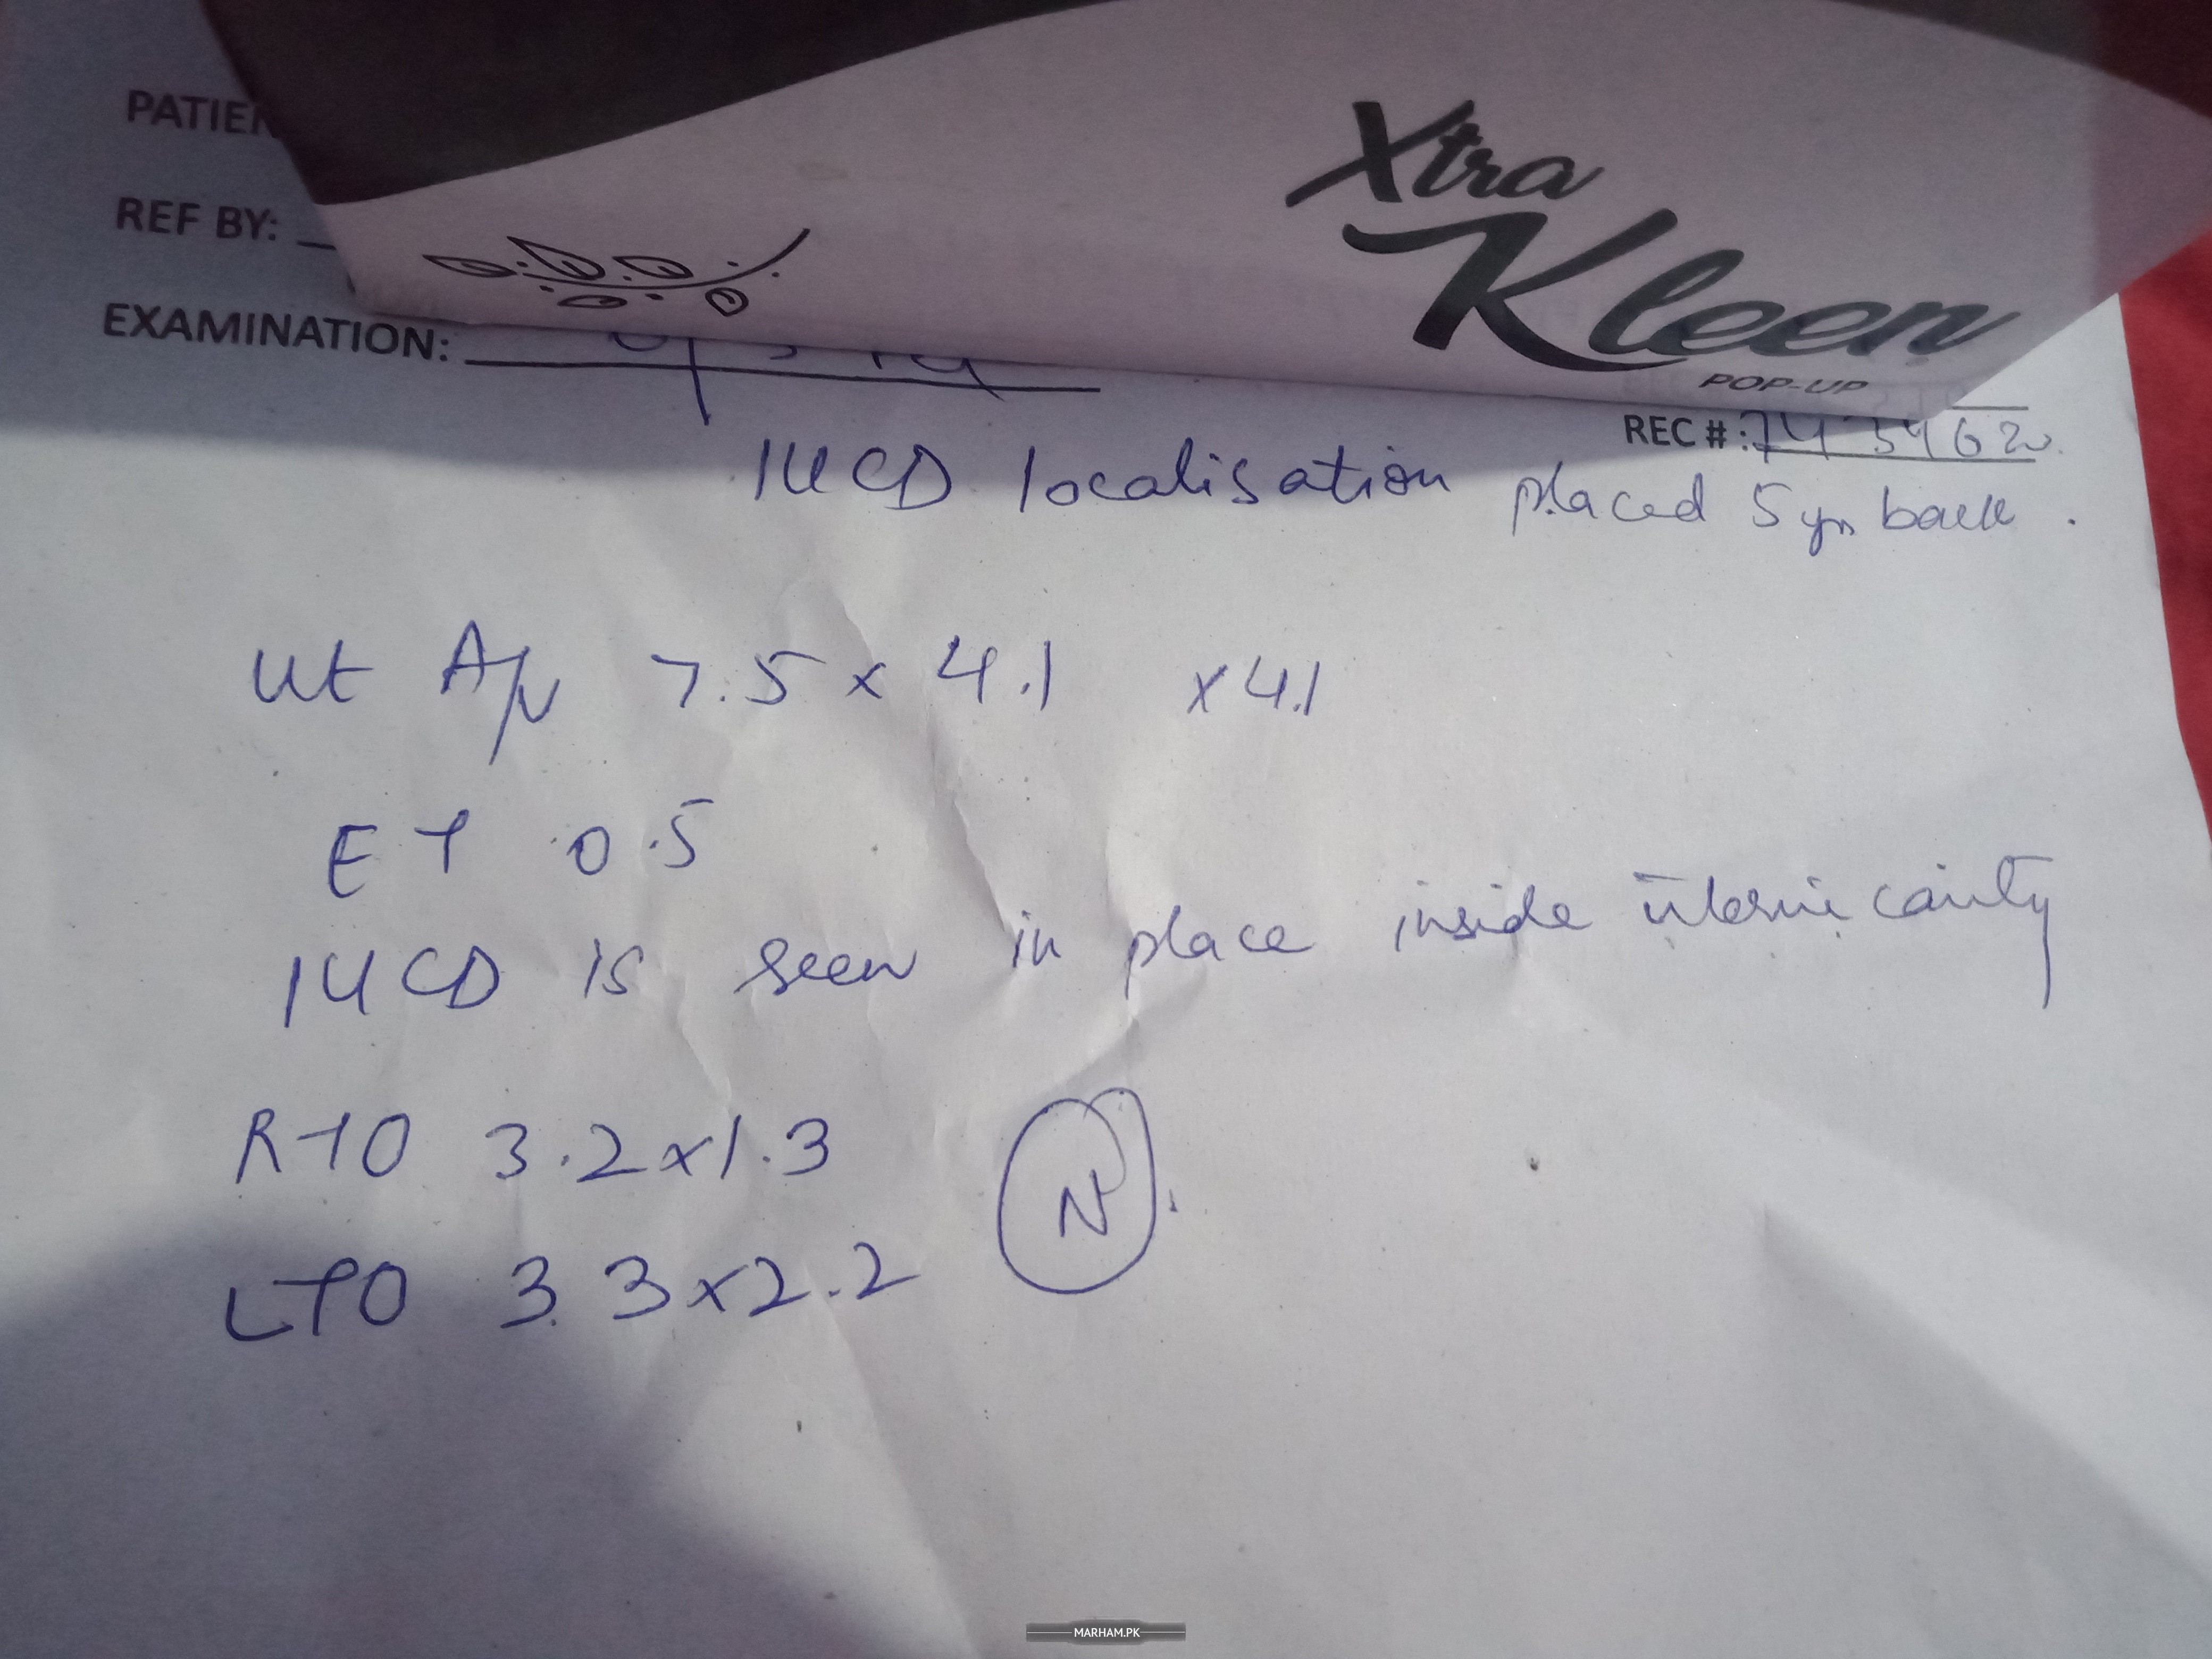 Xtra
Kleen
POP-UP
REF BY:
EXAMINATION:
REC #:
IUCD localisation placed 5 yrs back.
Ut A/V 7.5 x 4.1 x 4.1
ET 0.5
IUCD is seen in place inside uterine cavity
RTO 3.2x1.3
N
LTO 3.3x2.2
MARHAM.PK